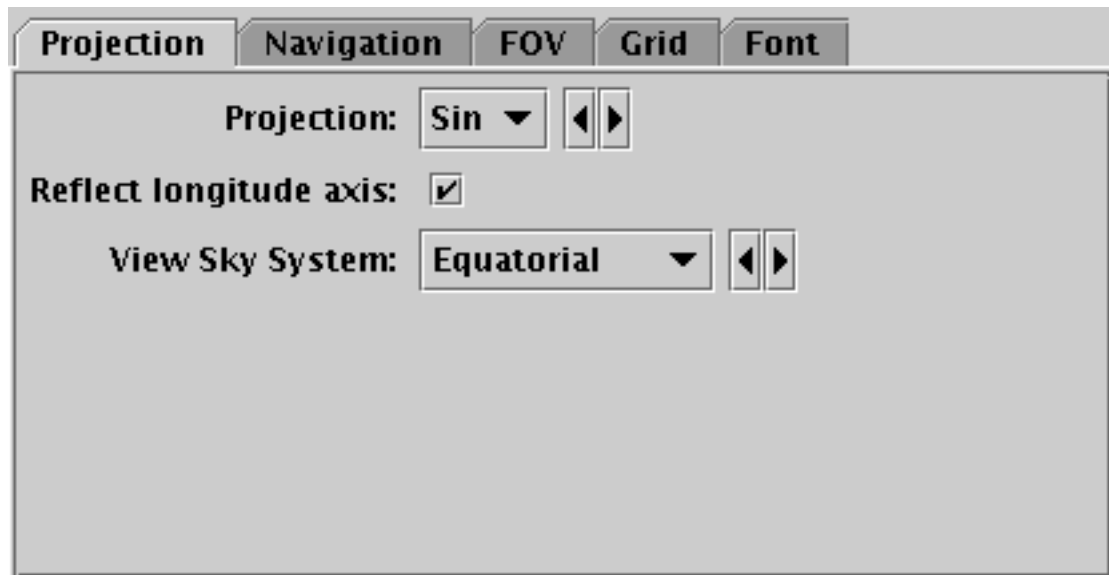 Projection Navigation FOV Grid Font
Projection: Sin
Reflect longitude axis:
View Sky System: Equatorial